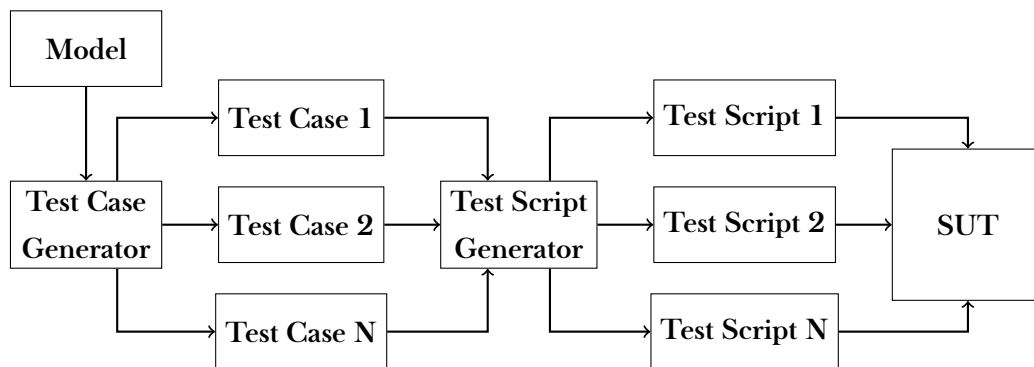 Model
Test Case 1
Test Script 1
Test Case
Generator
Test Case 2
Test Script
Generator
Test Script 2
SUT
Test Case N
Test Script N